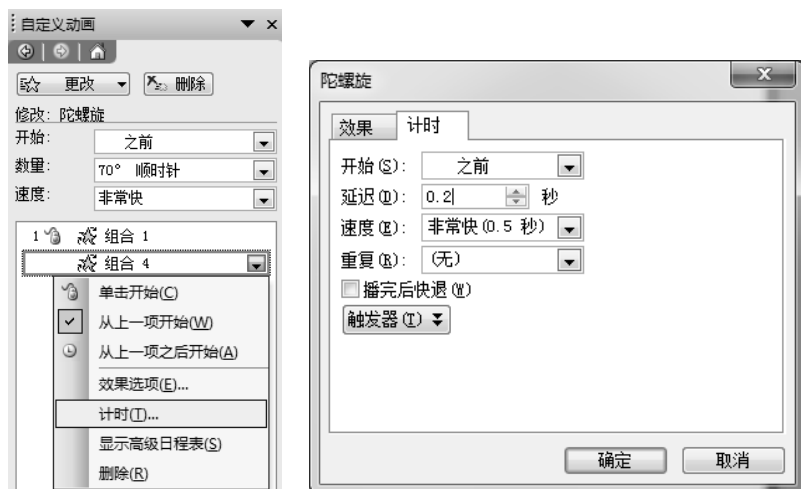 自定义动画
更改 删除
修改: 陀螺旋
开始: 之前
数量: 70° 顺时针
速度: 非常快
1 组合 1
组合 4
单击开始(C)
从上一项开始(W)
从上一项之后开始(A)
效果选项(E)...
计时(T)...
显示高级日程表(S)
删除(R)
陀螺旋
效果 计时
开始(S): 之前
延迟(D): 0.2 秒
速度(E): 非常快(0.5 秒)
重复(R): (无)
播完后快退(W)
触发器(T)
确定 取消